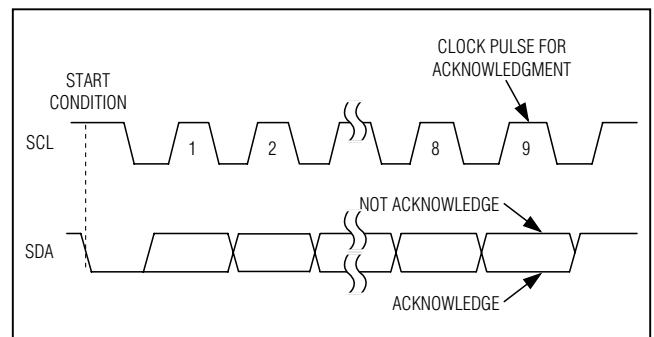 CLOCK PULSE FOR
ACKNOWLEDGMENT
START
CONDITION
SCL
1
2
8
9
NOT ACKNOWLEDGE
SDA
ACKNOWLEDGE